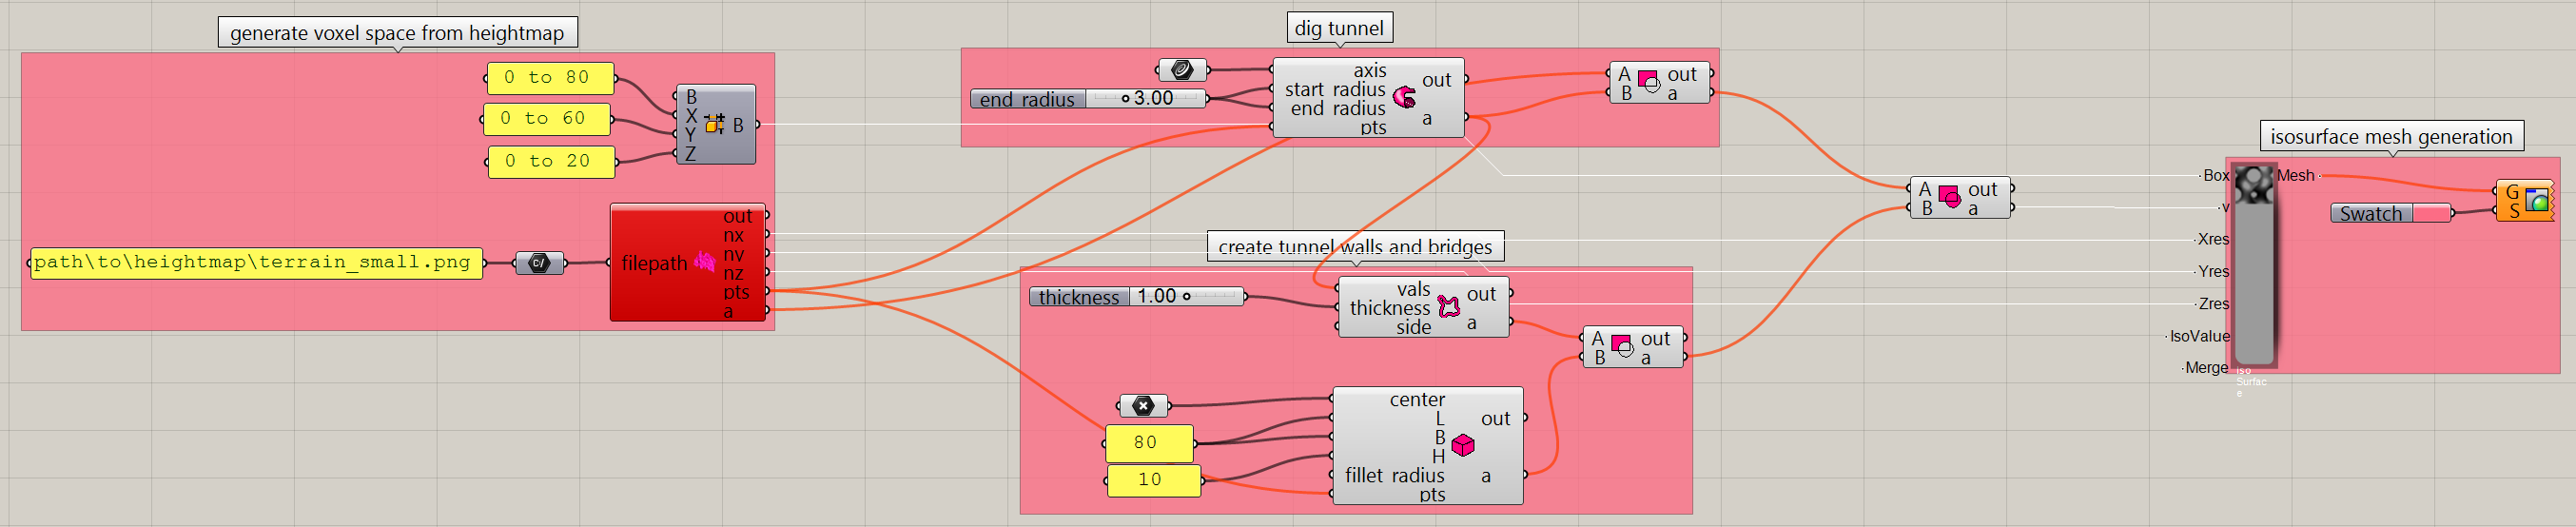 generate voxel space from heightmap
0 to 80
0 to 60
0 to 20
B
X
Y
Z
B
path\to\heightmap\terrain_small.png
C:/
filepath
out
nx
nv
nz
pts
a
dig tunnel
end radius
3.00
axis
start radius
end radius
pts
out
a
A
B
out
a
create tunnel walls and bridges
thickness
1.00
vals
thickness
side
out
a
80
10
center
L
B
H
fillet radius
pts
out
a
A
B
out
a
A
B
out
a
isosurface mesh generation
Box
v
Xres
Yres
Zres
IsoValue
Merge
Iso
Surfac
e
Mesh
Swatch
G
S